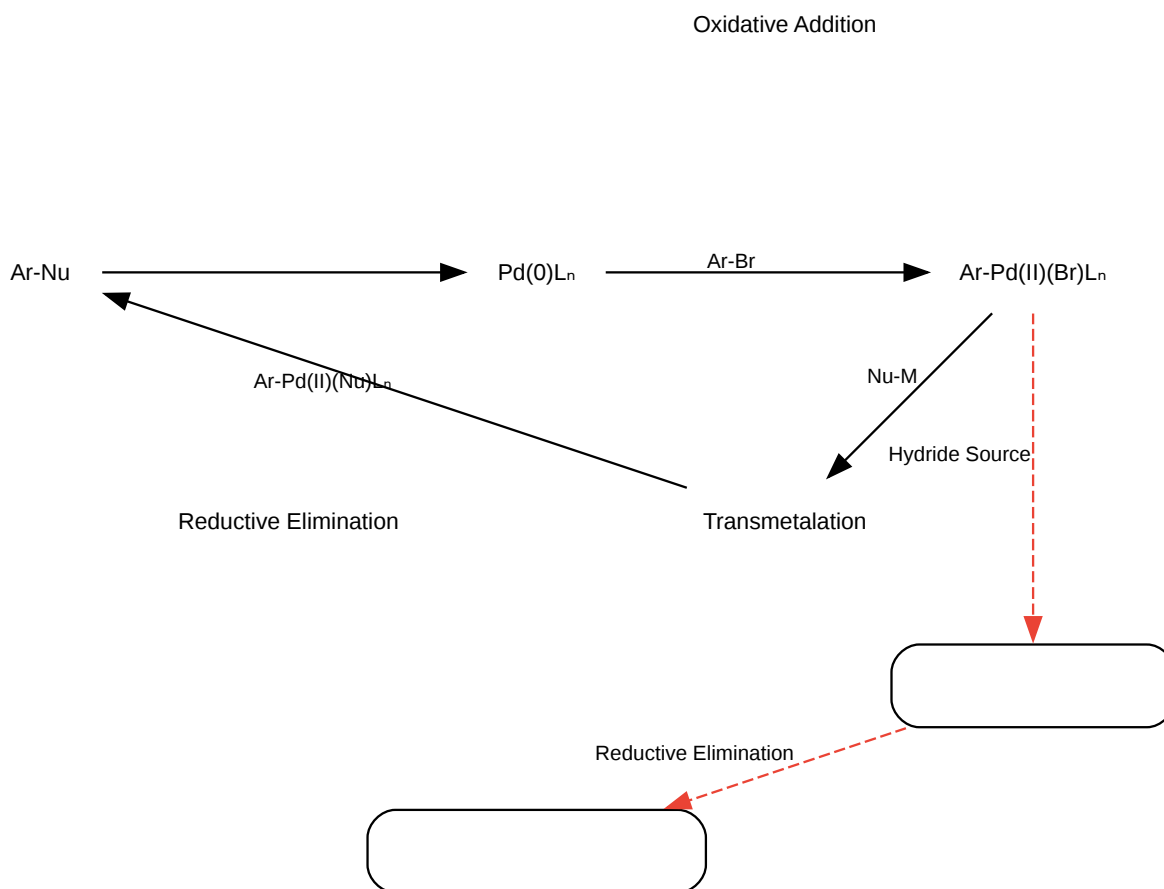 Oxidative Addition
Ar-Br
Ar-Nu
Pd(0)Lₙ
Ar-Pd(II)(Br)Lₙ
Nu-M
Ar-Pd(II)(Nu)Lₙ
Hydride Source
Reductive Elimination
Transmetalation
Reductive Elimination